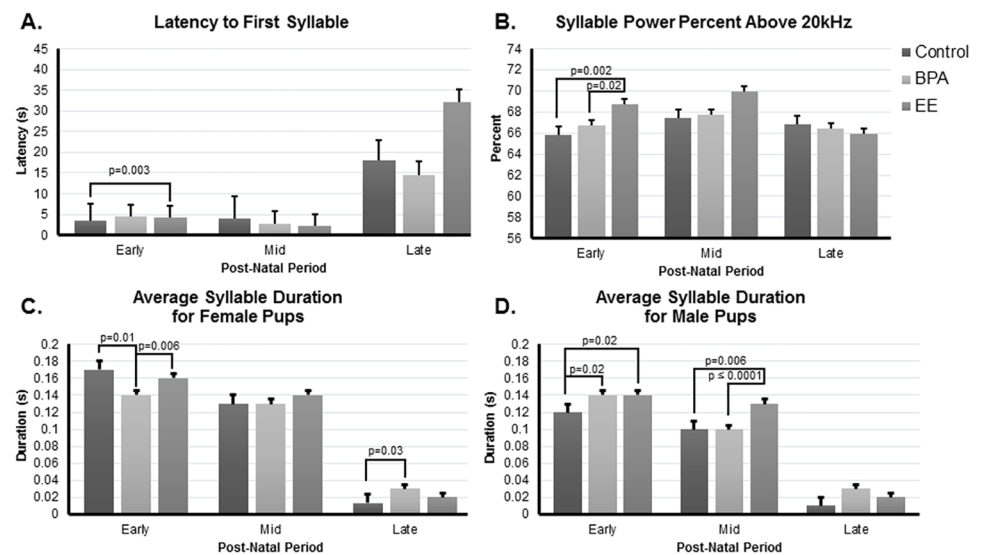 A.
Latency to First Syllable
45
40
35
30
25
20
15
10
5
0
Latency (s)
p=0.003
Early
Mid
Late
Post-Natal Period
B.
Syllable Power Percent Above 20kHz
74
72
70
68
66
64
62
60
58
56
Percent
p=0.002
p=0.02
Early
Mid
Late
Post-Natal Period
Control
BPA
EE
C.
Average Syllable Duration
for Female Pups
0.2
0.18
0.16
0.14
0.12
0.1
0.08
0.06
0.04
0.02
0
Duration (s)
p=0.01
p=0.006
p=0.03
Early
Mid
Late
Post-Natal Period
D.
Average Syllable Duration
for Male Pups
0.2
0.18
0.16
0.14
0.12
0.1
0.08
0.06
0.04
0.02
0
Duration (s)
p=0.02
p=0.02
p=0.006
p ≤ 0.0001
Early
Mid
Late
Post-Natal Period